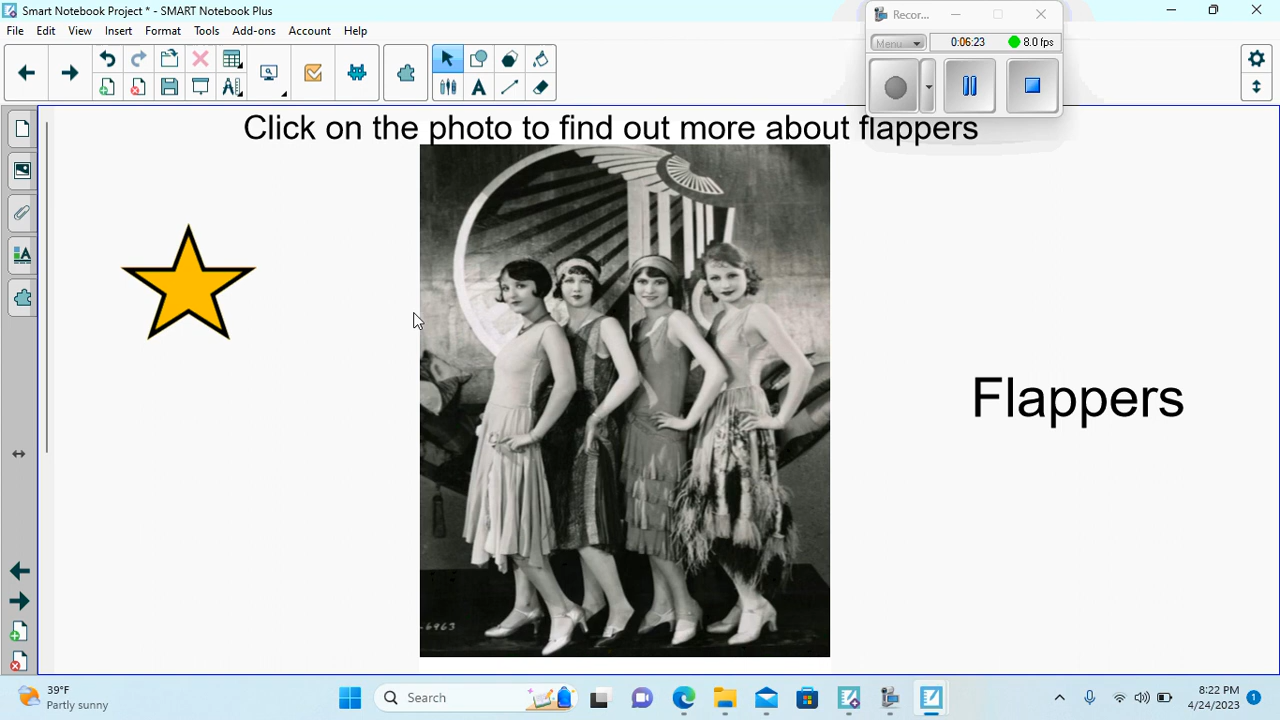 Smart Notebook Project * - SMART Notebook Plus
Recor...
File Edit View Insert Format Tools Add-ons Account Help
Menu 0:06:23 8.0 fps
Click on the photo to find out more about flappers
Flappers
-6963
39°F
Partly sunny
Search
8:22 PM
4/24/2023
1